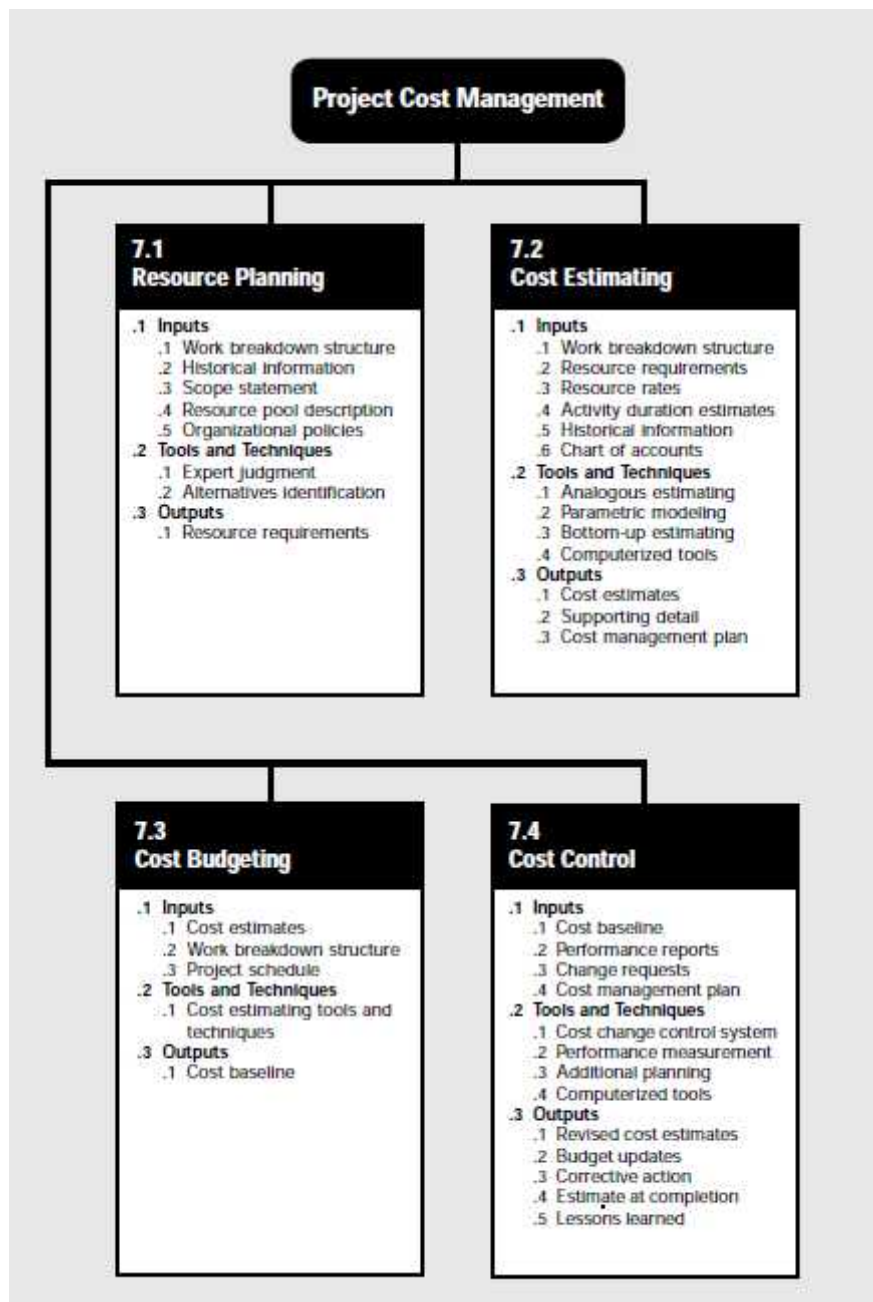 Project Cost Management
7.1
Resource Planning
.1 Inputs
.1 Work breakdown structure
.2 Historical information
.3 Scope statement
.4 Resource pool description
.5 Organizational policies
.2 Tools and Techniques
.1 Expert judgment
.2 Alternatives identification
.3 Outputs
.1 Resource requirements
7.2
Cost Estimating
.1 Inputs
.1 Work breakdown structure
.2 Resource requirements
.3 Resource rates
.4 Activity duration estimates
.5 Historical information
.6 Chart of accounts
.2 Tools and Techniques
.1 Analogous estimating
.2 Parametric modeling
.3 Bottom-up estimating
.4 Computerized tools
.3 Outputs
.1 Cost estimates
.2 Supporting detail
.3 Cost management plan
7.3
Cost Budgeting
.1 Inputs
.1 Cost estimates
.2 Work breakdown structure
.3 Project schedule
.2 Tools and Techniques
.1 Cost estimating tools and
techniques
.3 Outputs
.1 Cost baseline
7.4
Cost Control
.1 Inputs
.1 Cost baseline
.2 Performance reports
.3 Change requests
.4 Cost management plan
.2 Tools and Techniques
.1 Cost change control system
.2 Performance measurement
.3 Additional planning
.4 Computerized tools
.3 Outputs
.1 Revised cost estimates
.2 Budget updates
.3 Corrective action
.4 Estimate at completion
.5 Lessons learned